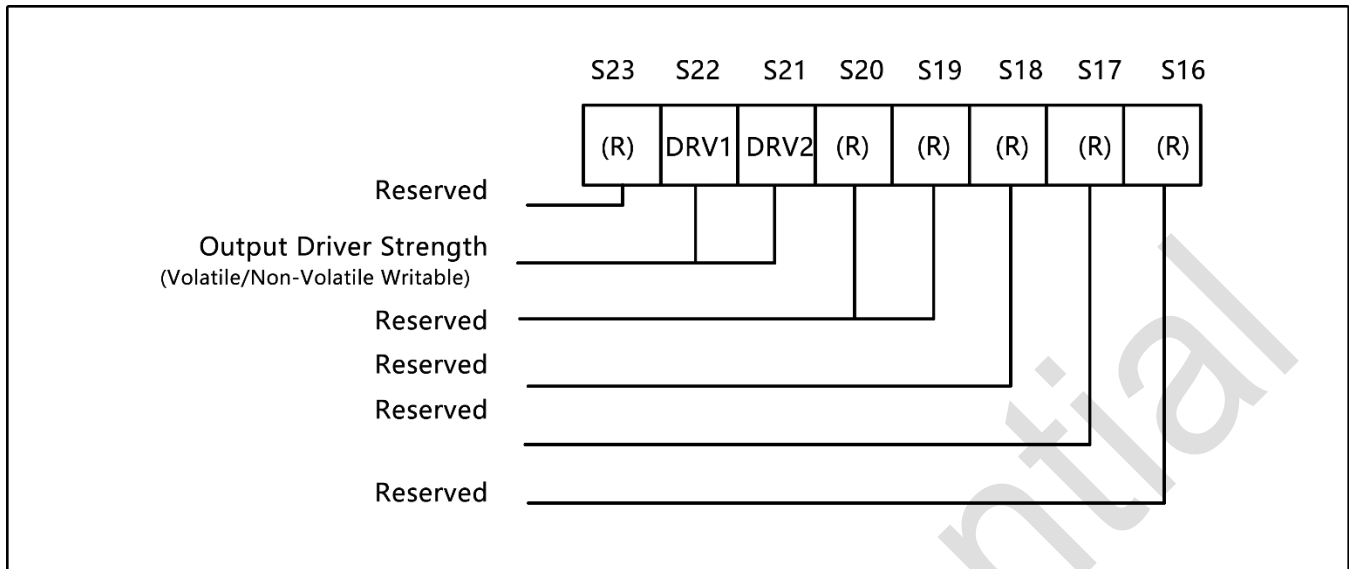 S23 S22 S21 S20 S19 S18 S17 S16
(R) DRV1 DRV2 (R) (R) (R) (R) (R)
Reserved
Output Driver Strength
(Volatile/Non-Volatile Writable)
Reserved
Reserved
Reserved
Reserved
ntial